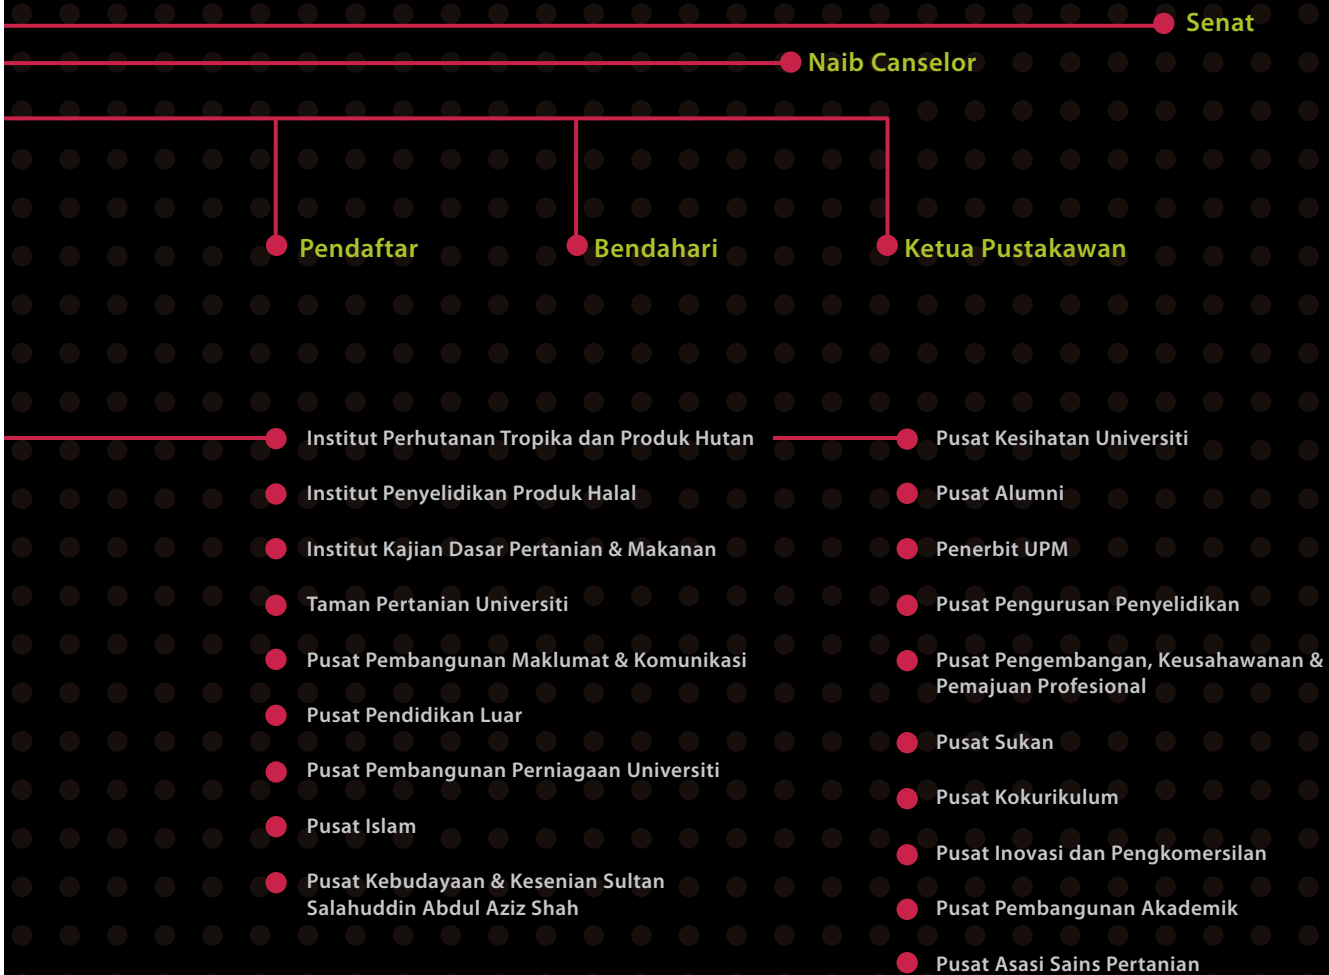 Senat
Naib Canselor
Pendaftar
Bendahari
Ketua Pustakawan
Institut Perhutanan Tropika dan Produk Hutan
Institut Penyelidikan Produk Halal
Institut Kajian Dasar Pertanian & Makanan
Taman Pertanian Universiti
Pusat Pembangunan Maklumat & Komunikasi
Pusat Pendidikan Luar
Pusat Pembangunan Perniagaan Universiti
Pusat Islam
Pusat Kebudayaan & Kesenian Sultan
Salahuddin Abdul Aziz Shah
Pusat Kesihatan Universiti
Pusat Alumni
Penerbit UPM
Pusat Pengurusan Penyelidikan
Pusat Pengembangan, Keusahawanan &
Pemajuan Profesional
Pusat Sukan
Pusat Kokurikulum
Pusat Inovasi dan Pengkomersilan
Pusat Pembangunan Akademik
Pusat Asasi Sains Pertanian